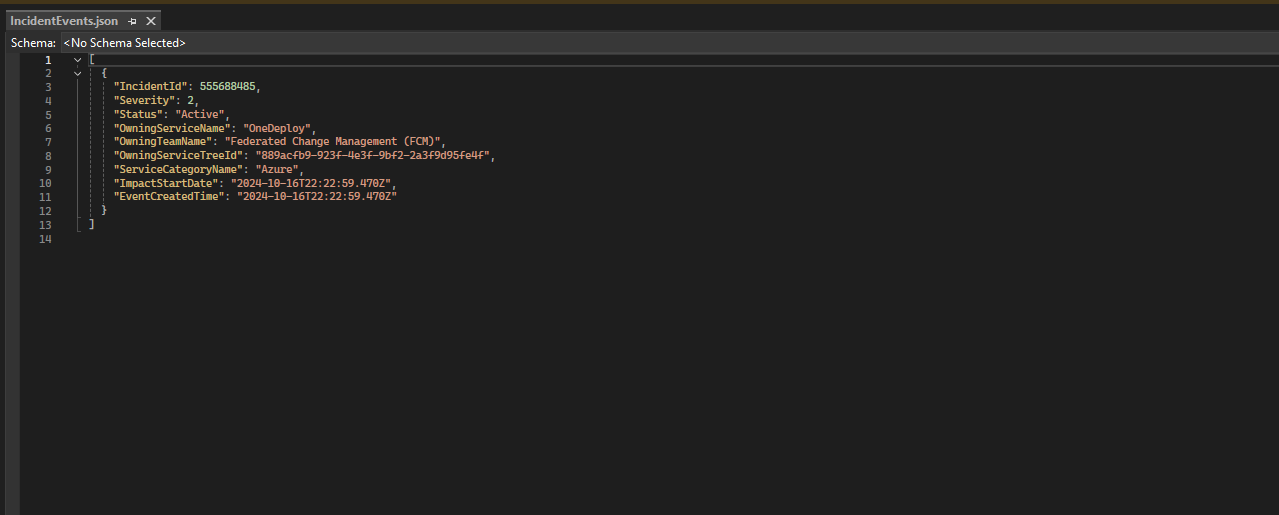 IncidentEvents.json
Schema: <No Schema Selected>
1 [
2 {
3 "IncidentId": 555688485,
4 "Severity": 2,
5 "Status": "Active",
6 "OwningServiceName": "OneDeploy",
7 "OwningTeamName": "Federated Change Management (FCM)",
8 "OwningServiceTreeId": "889acfb9-923f-4e3f-9bf2-2a3f9d95fe4f",
9 "ServiceCategoryName": "Azure",
10 "ImpactStartDate": "2024-10-16T22:22:59.470Z",
11 "EventCreatedTime": "2024-10-16T22:22:59.470Z"
12 }
13 ]
14